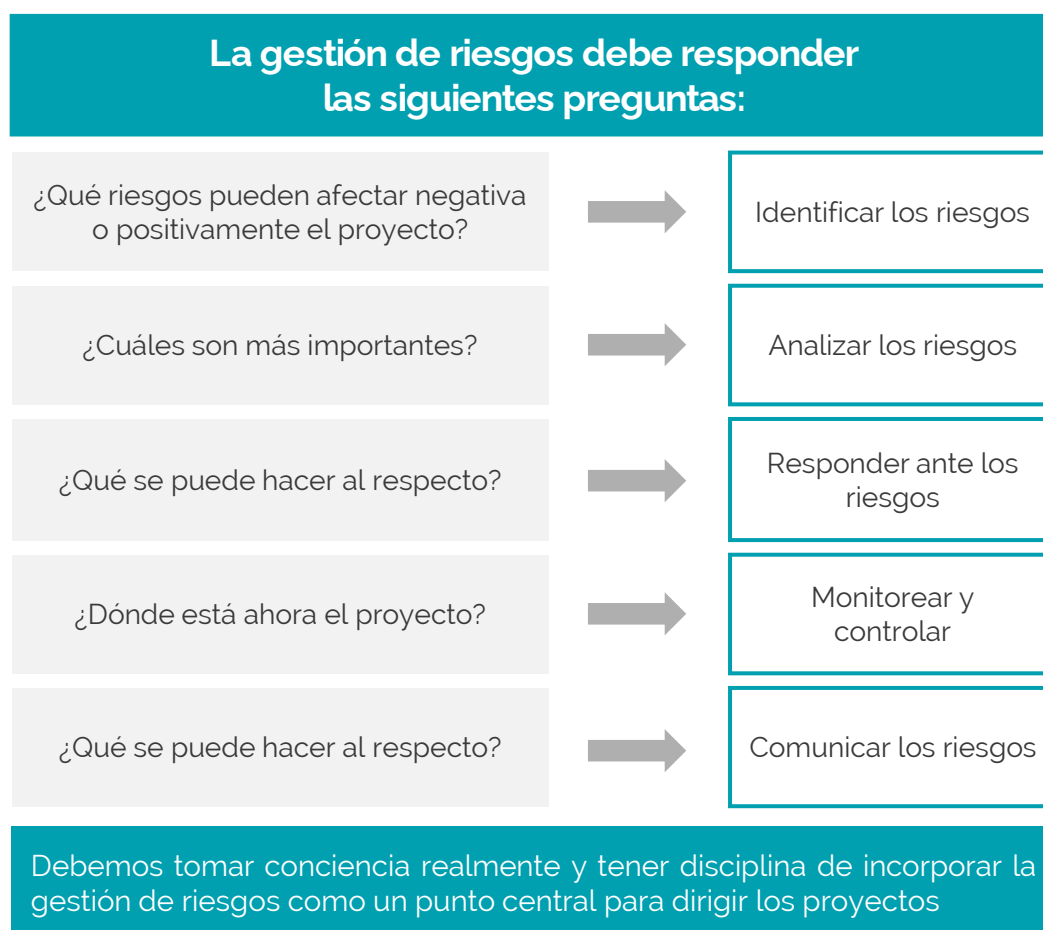 La gestión de riesgos debe responder
las siguientes preguntas:
¿Qué riesgos pueden afectar negativa
o positivamente el proyecto?
Identificar los riesgos
¿Cuáles son más importantes?
Analizar los riesgos
¿Qué se puede hacer al respecto?
Responder ante los
riesgos
¿Dónde está ahora el proyecto?
Monitorear y
controlar
¿Qué se puede hacer al respecto?
Comunicar los riesgos
Debemos tomar conciencia realmente y tener disciplina de incorporar la
gestión de riesgos como un punto central para dirigir los proyectos